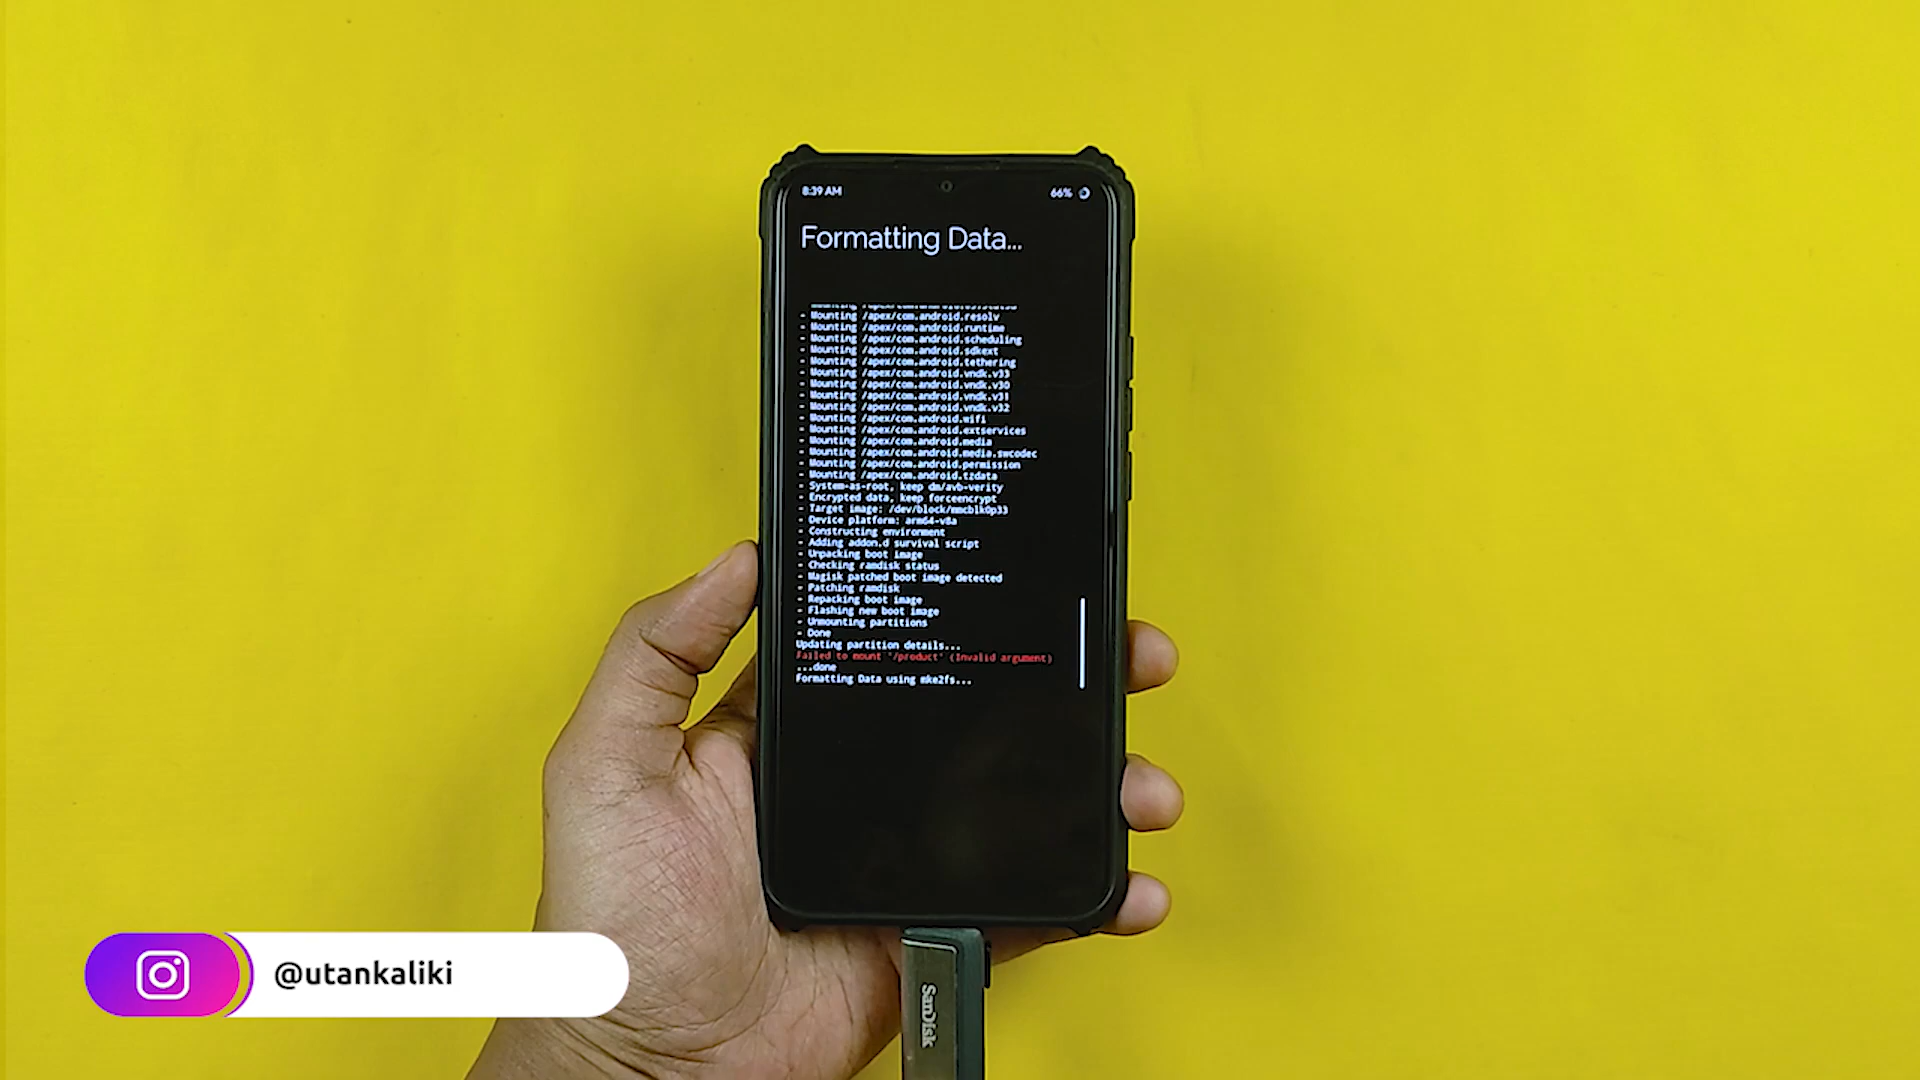 8:39 AM
66%
Formatting Data...
- Mounting /apex/com.android.resolv
- Mounting /apex/com.android.runtime
- Mounting /apex/com.android.scheduling
- Mounting /apex/com.android.sdkext
- Mounting /apex/com.android.tethering
- Mounting /apex/com.android.vndk.v33
- Mounting /apex/com.android.vndk.v30
- Mounting /apex/com.android.vndk.v31
- Mounting /apex/com.android.vndk.v32
- Mounting /apex/com.android.wifi
- Mounting /apex/com.android.extservices
- Mounting /apex/com.android.media
- Mounting /apex/com.android.media.swcodec
- Mounting /apex/com.android.permission
- Mounting /apex/com.android.tzdata
- System-as-root, keep dm/avb-verity
- Encrypted data, keep forceencrypt
- Target image: /dev/block/mmcblk0p33
- Device platform: arm64-v8a
- Constructing environment
- Adding addon.d survival script
- Unpacking boot image
- Checking ramdisk status
- Magisk patched boot image detected
- Patching ramdisk
- Repacking boot image
- Flashing new boot image
- Unmounting partitions
- Done
Updating partition details...
Failed to mount '/product' (Invalid argument)
...done
Formatting Data using mke2fs...
SanDisk
@utankaliki